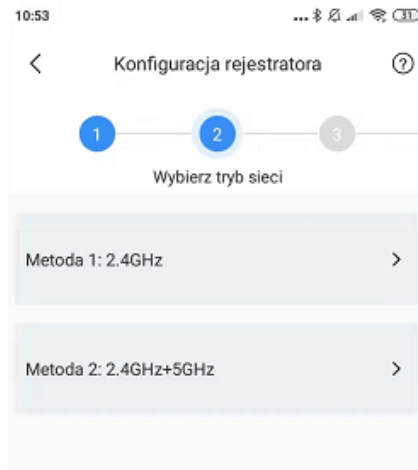 10:53
31
Konfiguracja rejestratora
1
2
3
Wybierz tryb sieci
Metoda 1: 2.4GHz
Metoda 2: 2.4GHz+5GHz